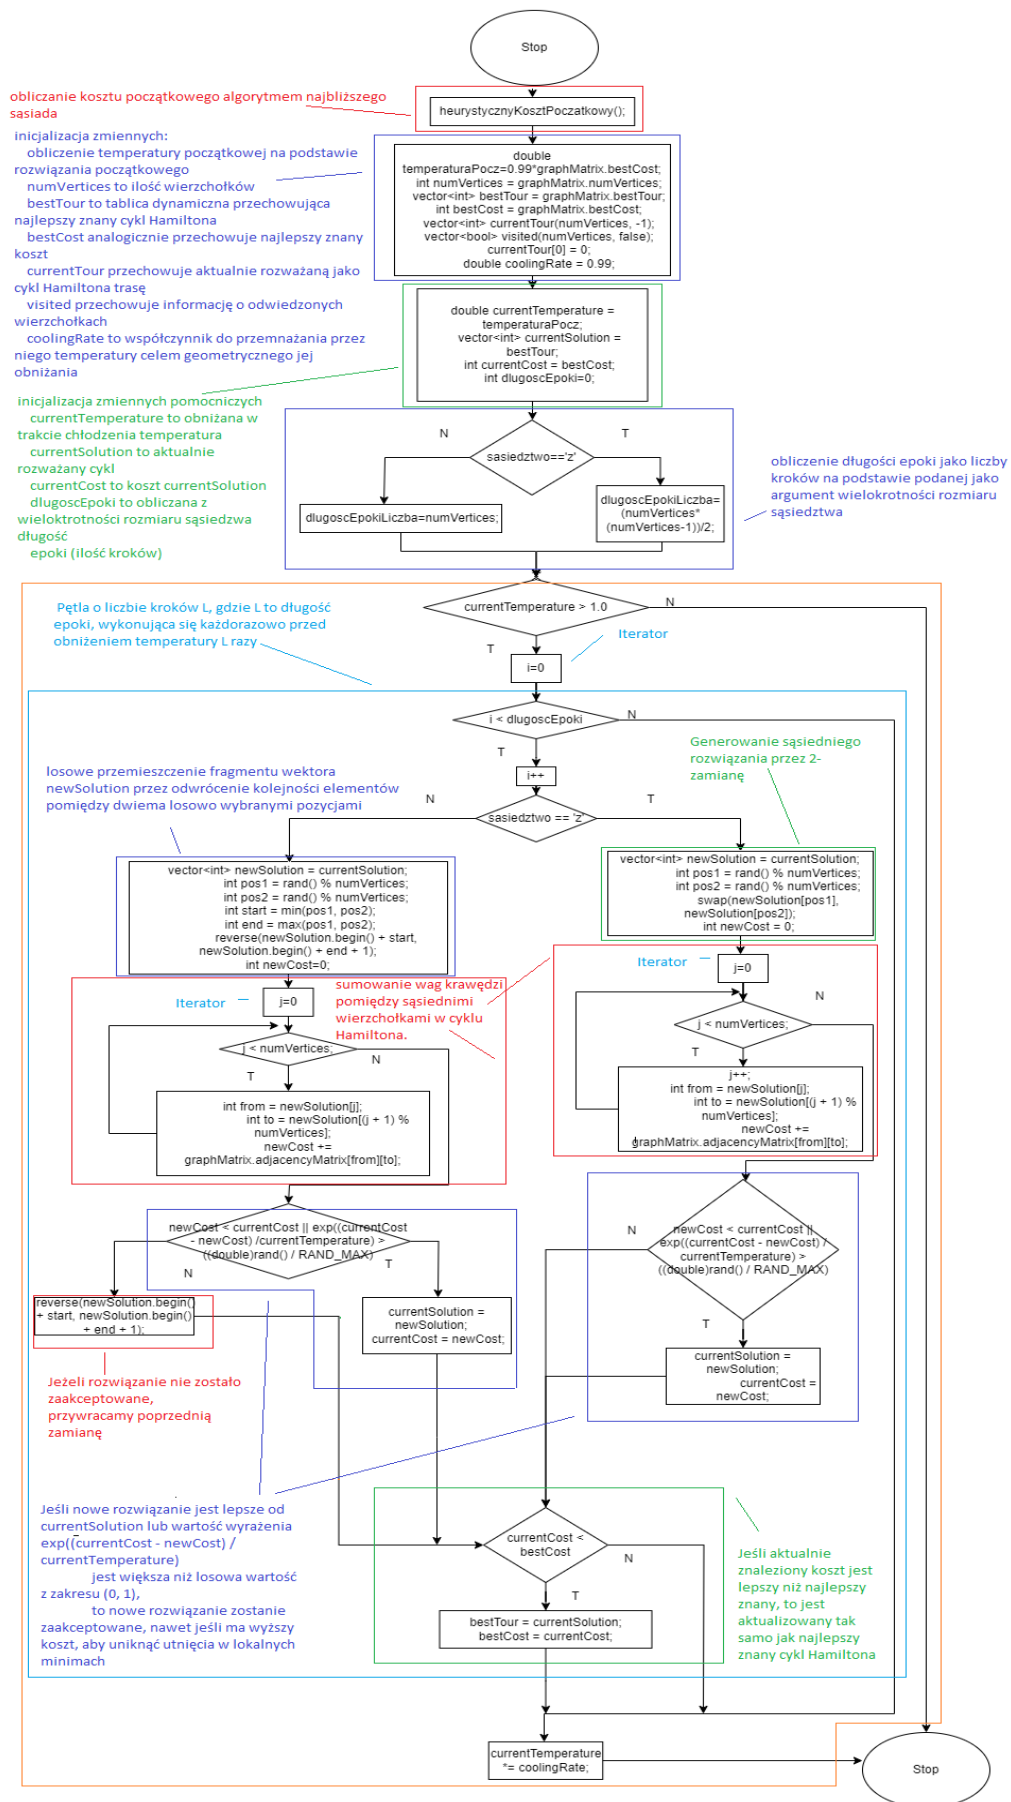 Stop
obliczanie kosztu początkowego algorytmem najbliższego
sąsiada
heurystycznyKosztPoczatkowy();
inicjalizacja zmiennych:
obliczenie temperatury początkowej na podstawie
rozwiązania początkowego
numVertices to ilość wierzchołków
bestTour to tablica dynamiczna przechowująca
najlepszy znany cykl Hamiltona
bestCost analogicznie przechowuje najlepszy znany
koszt
currentTour przechowuje aktualnie rozważaną jako
cykl Hamiltona trasę
visited przechowuje informację o odwiedzonych
wierzchołkach
coolingRate to współczynnik do przemnażania przez
niego temperatury celem geometrycznego jej
obniżania
double
temperaturaPocz=0.99*graphMatrix.bestCost;
int numVertices = graphMatrix.numVertices;
vector<int> bestTour = graphMatrix.bestTour;
int bestCost = graphMatrix.bestCost;
vector<int> currentTour(numVertices, -1);
vector<bool> visited(numVertices, false);
currentTour[0] = 0;
double coolingRate = 0.99;
double currentTemperature =
temperaturaPocz;
vector<int> currentSolution =
bestTour;
int currentCost = bestCost;
int dlugoscEpoki=0;
inicjalizacja zmiennych pomocniczych
currentTemperature to obniżana w
trakcie chłodzenia temperatura
currentSolution to aktualnie
rozważany cykl
currentCost to koszt currentSolution
dlugoscEpoki to obliczana z
wieloktrotności rozmiaru sąsiedzwa
długość
epoki (ilość kroków)
N
T
sasiedztwo=='z'
dlugoscEpokiLiczba=numVertices;
dlugoscEpokiLiczba=
(numVertices*
(numVertices-1))/2;
obliczenie długości epoki jako liczby
kroków na podstawie podanej jako
argument wielokrotności rozmiaru
sąsiedztwa
currentTemperature > 1.0
N
Pętla o liczbie kroków L, gdzie L to długość
epoki, wykonująca się każdorazowo przed
obniżeniem temperatury L razy
T
Iterator
i=0
i < dlugoscEpoki
N
T
i++
Generowanie sąsiedniego
rozwiązania przez 2-
zamianę
losowe przemieszczenie fragmentu wektora
newSolution przez odwrócenie kolejności elementów
pomiędzy dwiema losowo wybranymi pozycjami
N
T
sasiedztwo == 'z'
vector<int> newSolution = currentSolution;
int pos1 = rand() % numVertices;
int pos2 = rand() % numVertices;
int start = min(pos1, pos2);
int end = max(pos1, pos2);
reverse(newSolution.begin() + start,
newSolution.begin() + end + 1);
int newCost=0;
vector<int> newSolution = currentSolution;
int pos1 = rand() % numVertices;
int pos2 = rand() % numVertices;
swap(newSolution[pos1],
newSolution[pos2]);
int newCost = 0;
Iterator
j=0
sumowanie wag krawędzi
pomiędzy sąsiednimi
wierzchołkami w cyklu
Hamiltona.
Iterator
j=0
j < numVertices;
N
T
int from = newSolution[j];
int to = newSolution[(j + 1) %
numVertices];
newCost +=
graphMatrix.adjacencyMatrix[from][to];
N
j < numVertices;
T
j++;
int from = newSolution[j];
int to = newSolution[(j + 1) %
numVertices];
newCost +=
graphMatrix.adjacencyMatrix[from][to];
newCost < currentCost || exp((currentCost
- newCost) /currentTemperature) >
((double)rand() / RAND_MAX)
N
T
reverse(newSolution.begin()
+ start, newSolution.begin()
+ end + 1);
currentSolution =
newSolution;
currentCost = newCost;
N
newCost < currentCost ||
exp((currentCost - newCost) /
currentTemperature) >
((double)rand() / RAND_MAX)
T
currentSolution =
newSolution;
currentCost =
newCost;
Jeżeli rozwiązanie nie zostało
zaakceptowane,
przywracamy poprzednią
zamianę
Jeśli nowe rozwiązanie jest lepsze od
currentSolution lub wartość wyrażenia
exp((currentCost - newCost) /
currentTemperature)
jest większa niż losowa wartość
z zakresu (0, 1),
to nowe rozwiązanie zostanie
zaakceptowane, nawet jeśli ma wyższy
koszt, aby uniknąć utnięcia w lokalnych
minimach
currentCost <
bestCost
N
T
bestTour = currentSolution;
bestCost = currentCost;
Jeśli aktualnie
znaleziony koszt jest
lepszy niż najlepszy
znany, to jest
aktualizowany tak
samo jak najlepszy
znany cykl Hamiltona
currentTemperature
*= coolingRate;
Stop